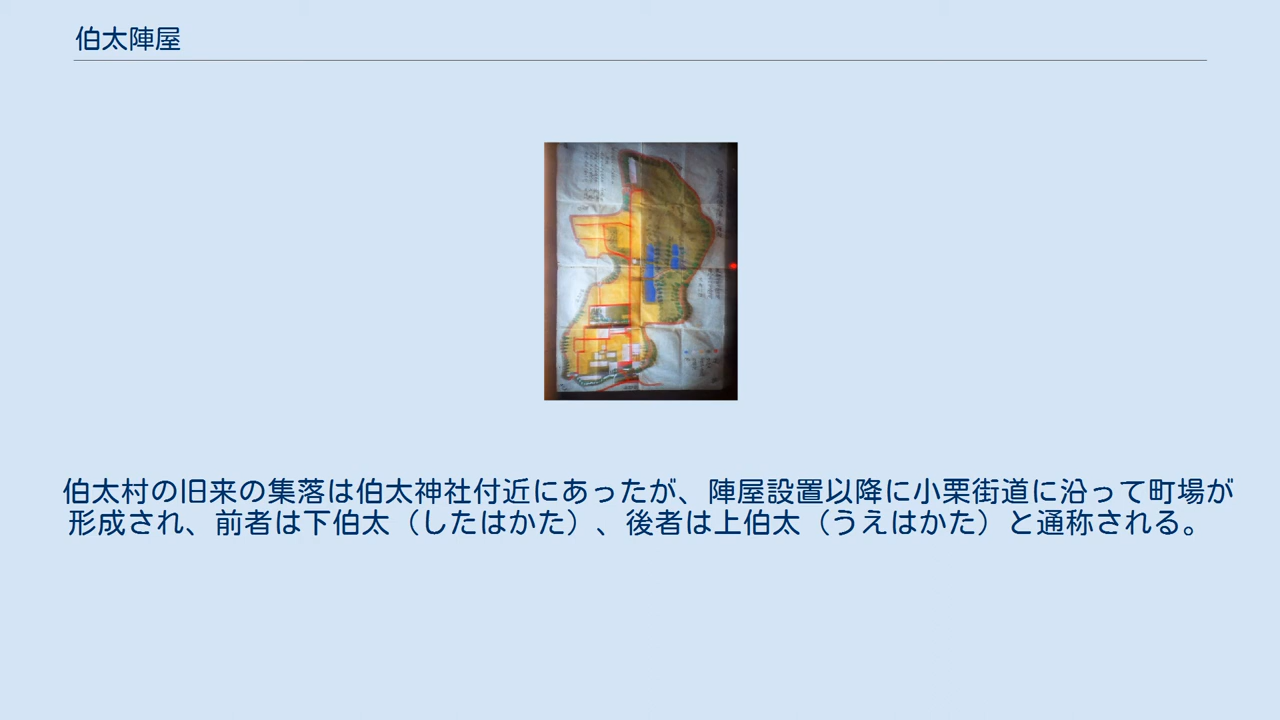 伯太陣屋
伯太村の旧来の集落は伯太神社付近にあったが、陣屋設置以降に小栗街道に沿って町場が
形成され、前者は下伯太（したはかた）、後者は上伯太（うえはかた）と通称される。